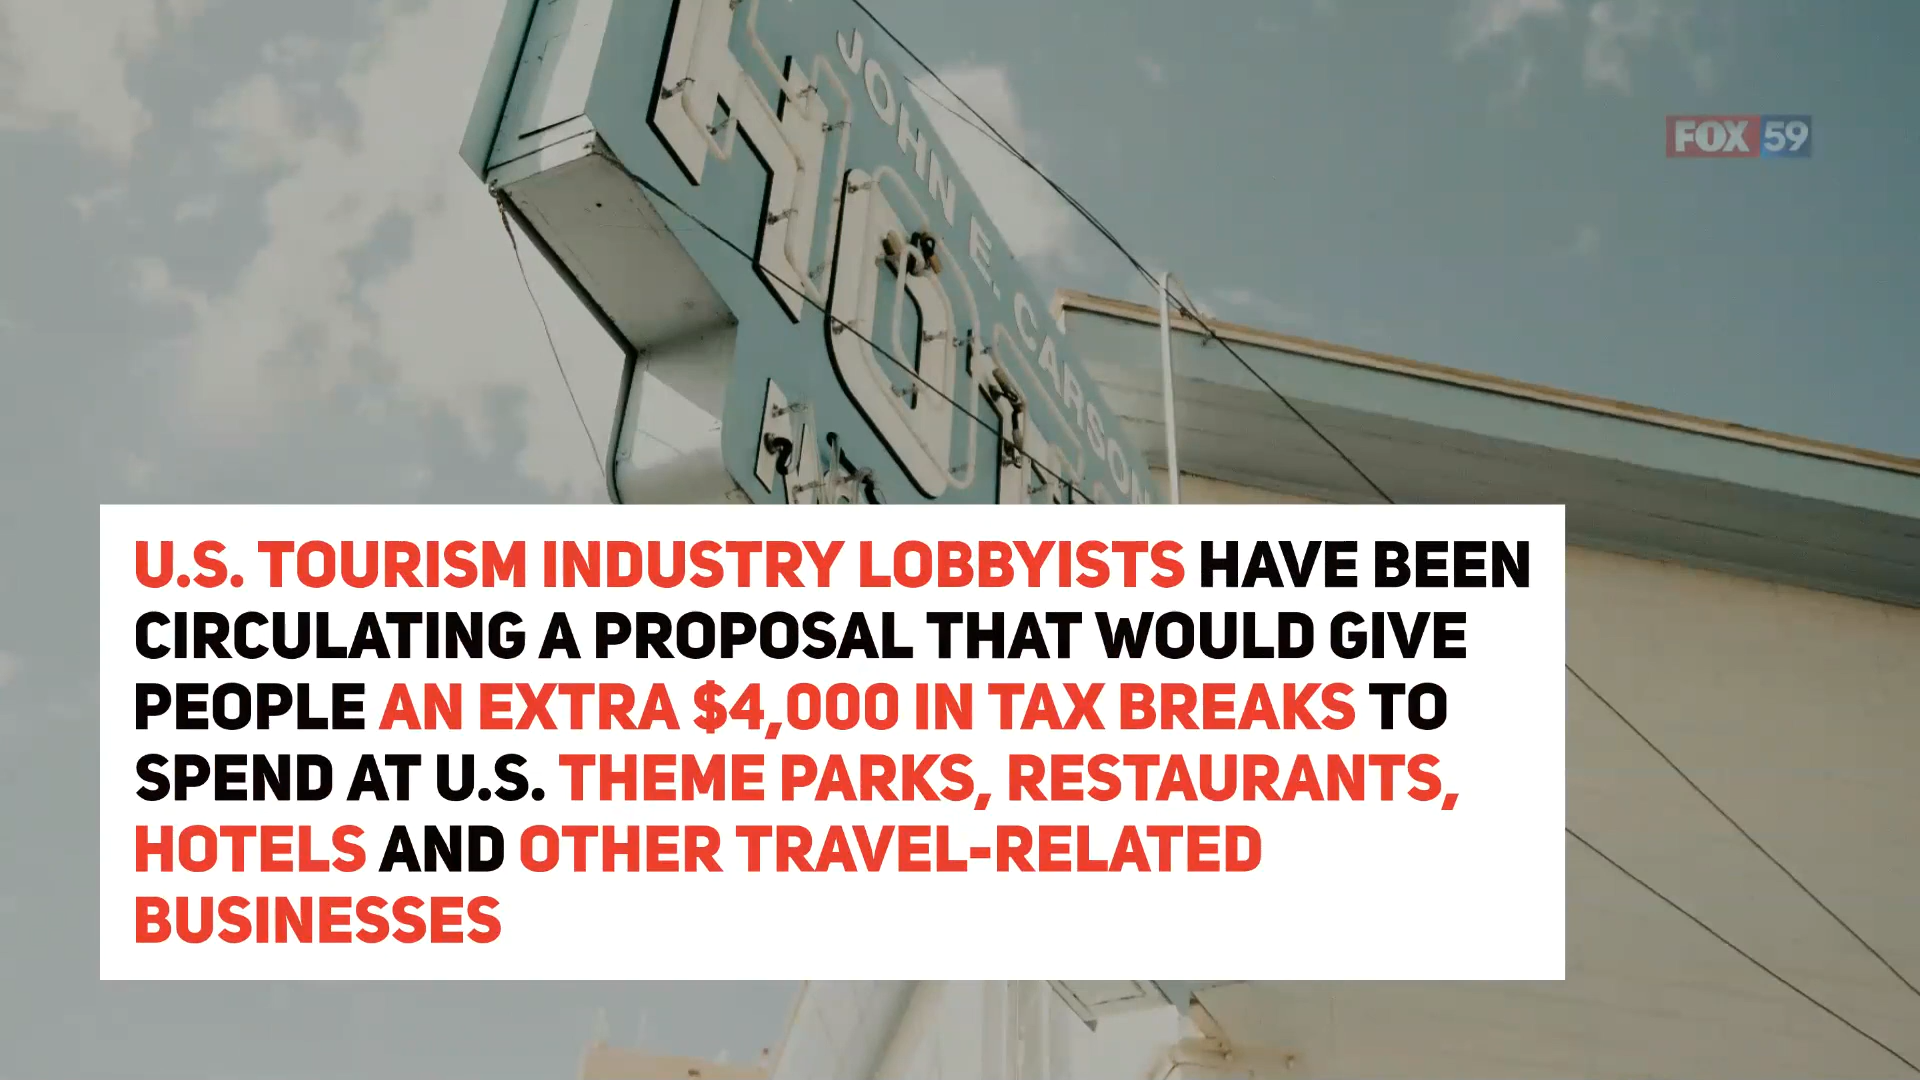 JOHN E. CARSON
HOTEL
FOX 59
U.S. TOURISM INDUSTRY LOBBYISTS HAVE BEEN
CIRCULATING A PROPOSAL THAT WOULD GIVE
PEOPLE AN EXTRA $4,000 IN TAX BREAKS TO
SPEND AT U.S. THEME PARKS, RESTAURANTS,
HOTELS AND OTHER TRAVEL-RELATED
BUSINESSES